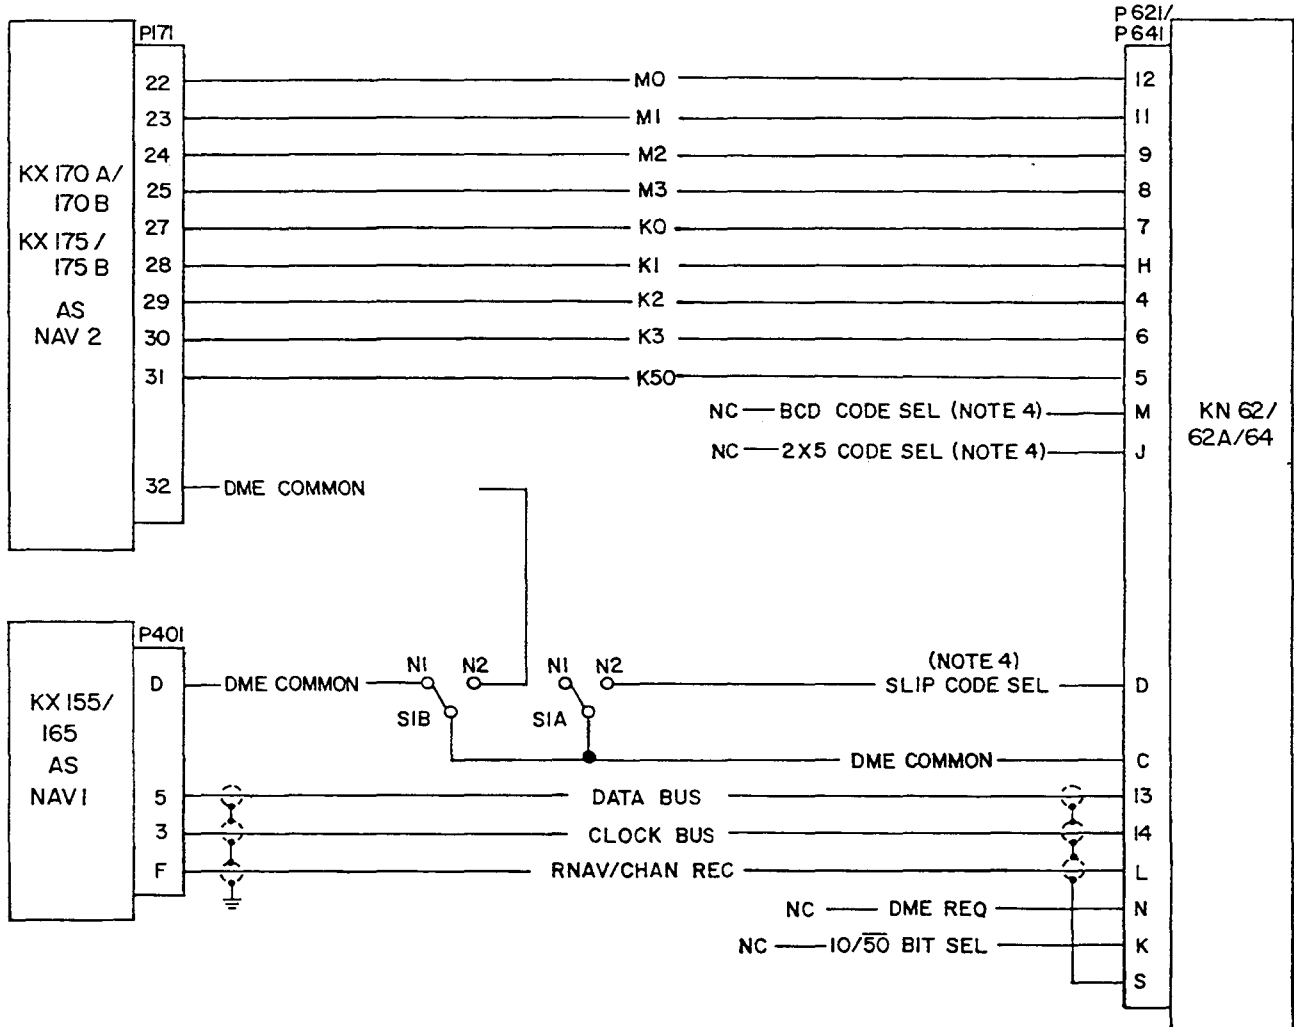 P621/
P641
P171
22 M0 12
23 M1 11
24 M2 9
KX 170 A/
170 B
25 M3 8
27 K0 7
KX 175 /
175 B
28 K1 H
29 K2 4
AS
NAV 2
30 K3 6
31 K50 5
NC BCD CODE SEL (NOTE 4) M
KN 62/
62A/64
NC 2X5 CODE SEL (NOTE 4) J
32 DME COMMON
P401
N1 N2 N1 N2 (NOTE 4)
D DME COMMON SLIP CODE SEL D
KX 155/
165
AS
NAV 1
S1B S1A
DME COMMON C
5 DATA BUS 13
3 CLOCK BUS 14
F RNAV/CHAN REC L
NC DME REQ N
NC 10/50 BIT SEL K
S